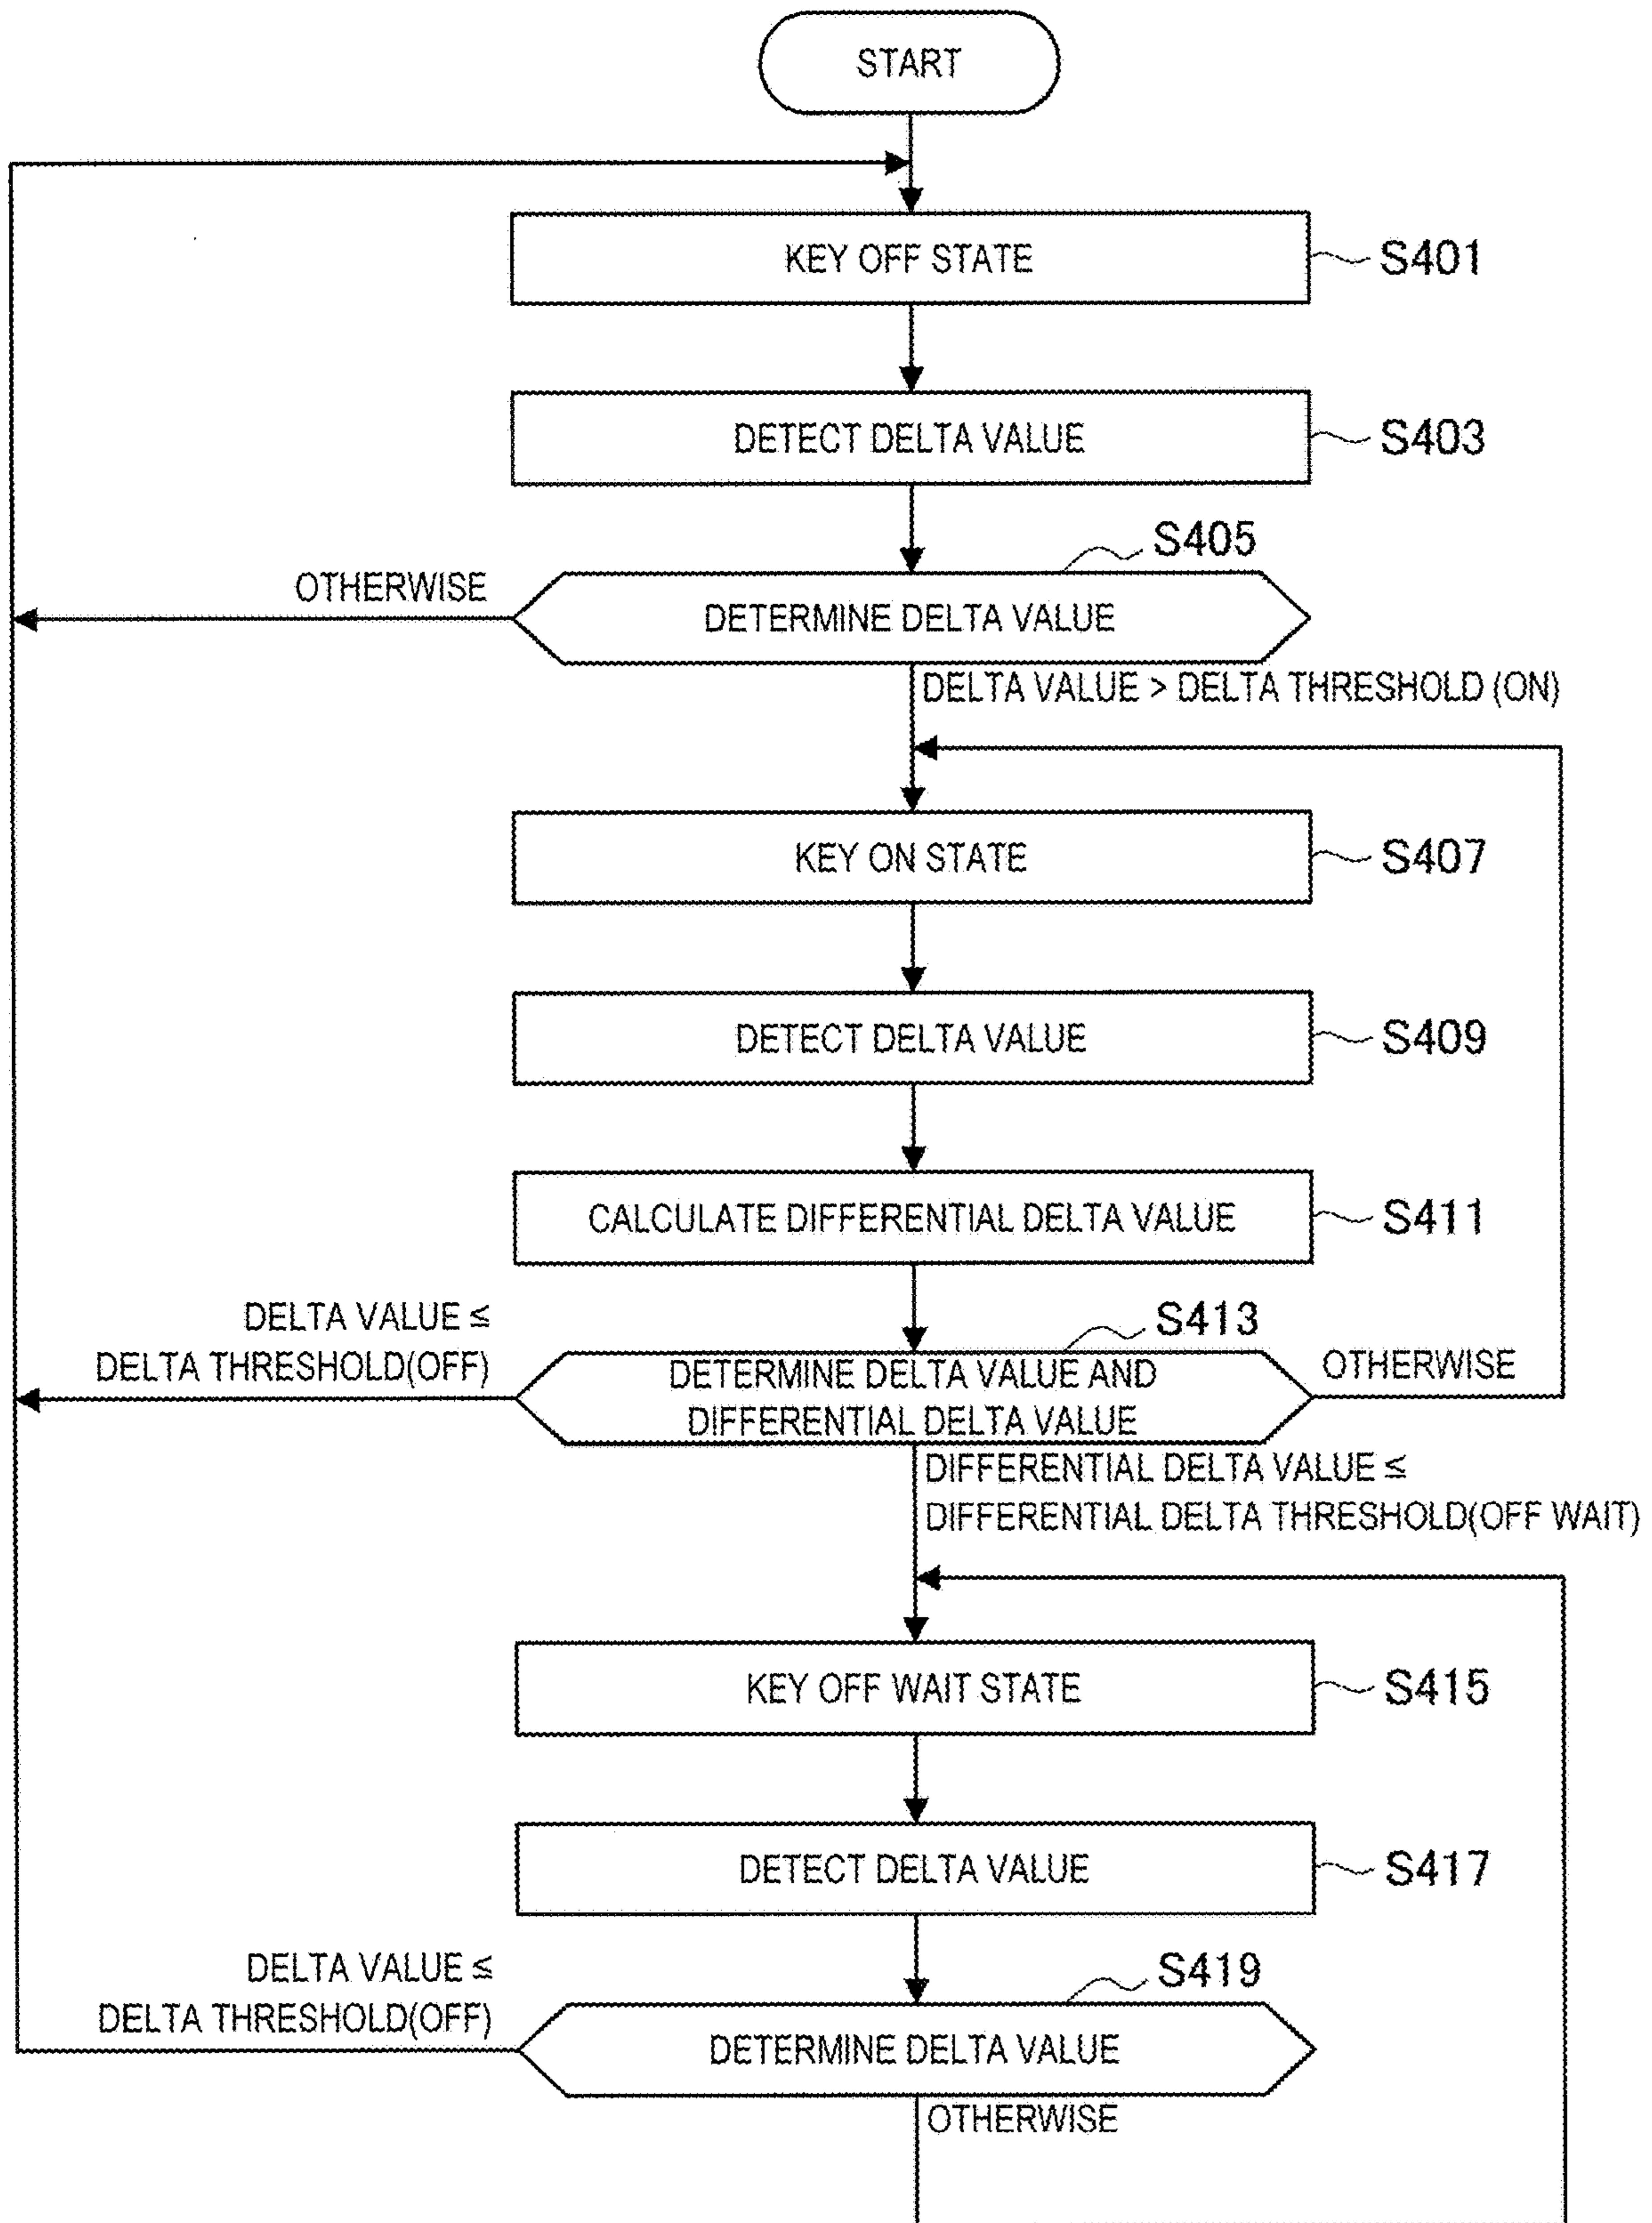 START
KEY OFF STATE
S401
DETECT DELTA VALUE
S403
S405
OTHERWISE
DETERMINE DELTA VALUE
DELTA VALUE > DELTA THRESHOLD (ON)
KEY ON STATE
S407
DETECT DELTA VALUE
S409
CALCULATE DIFFERENTIAL DELTA VALUE
S411
DELTA VALUE ≦
DELTA THRESHOLD(OFF)
S413
DETERMINE DELTA VALUE AND
DIFFERENTIAL DELTA VALUE
OTHERWISE
DIFFERENTIAL DELTA VALUE ≦
DIFFERENTIAL DELTA THRESHOLD(OFF WAIT)
KEY OFF WAIT STATE
S415
DETECT DELTA VALUE
S417
DELTA VALUE ≦
DELTA THRESHOLD(OFF)
S419
DETERMINE DELTA VALUE
OTHERWISE